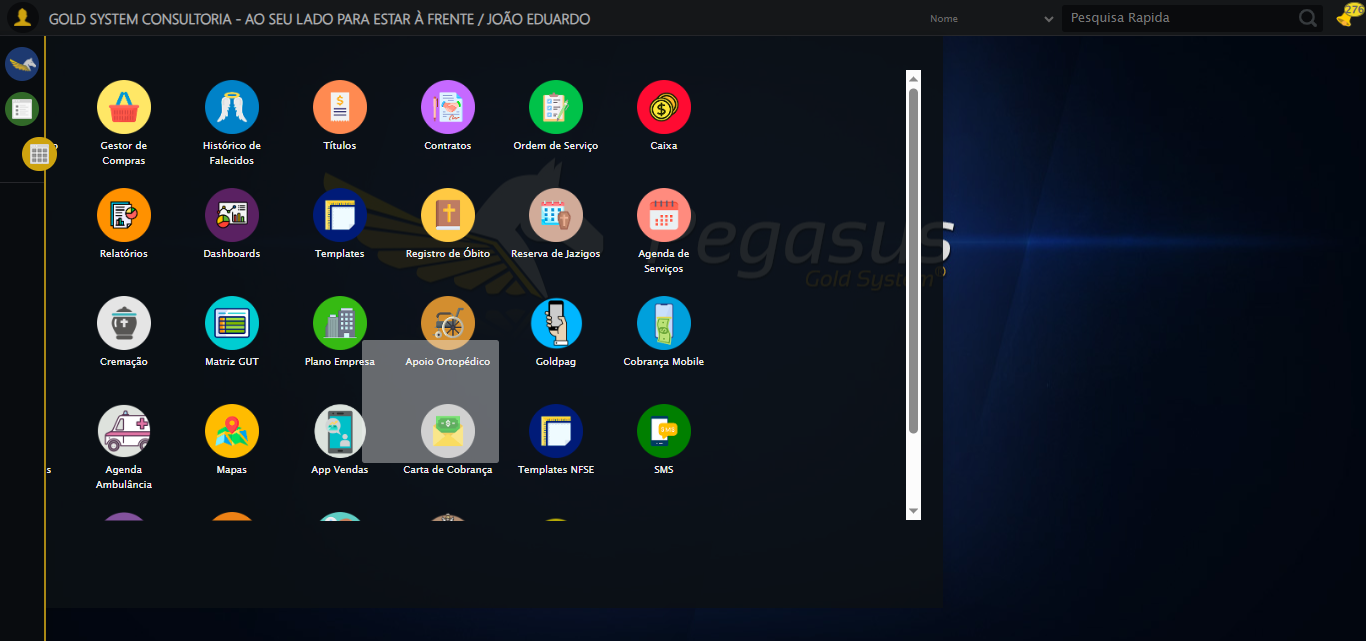 GOLD SYSTEM CONSULTORIA - AO SEU LADO PARA ESTAR À FRENTE / JOÃO EDUARDO
Nome
Pesquisa Rapida
276
Gestor de
Compras
Histórico de
Falecidos
Títulos
Contratos
Ordem de Serviço
Caixa
Relatórios
Dashboards
Templates
Registro de Óbito
Reserva de Jazigos
Agenda de
Serviços
Pegasus
Gold System®
Cremação
Matriz GUT
Plano Empresa
Apoio Ortopédico
Goldpag
Cobrança Mobile
s
Agenda
Ambulância
Mapas
App Vendas
Carta de Cobrança
Templates NFSE
SMS